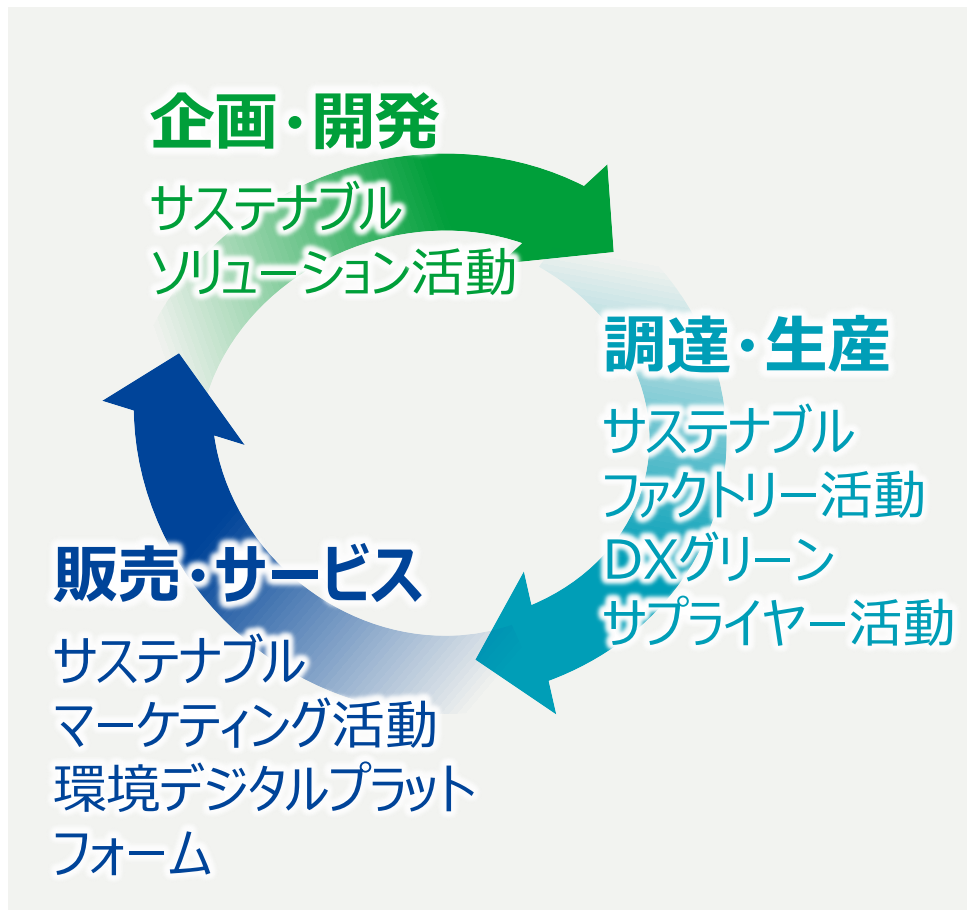 企画・開発
サステナブル
ソリューション活動
調達・生産
サステナブル
ファクトリー活動
DXグリーン
サプライヤー活動
販売・サービス
サステナブル
マーケティング活動
環境デジタルプラット
フォーム